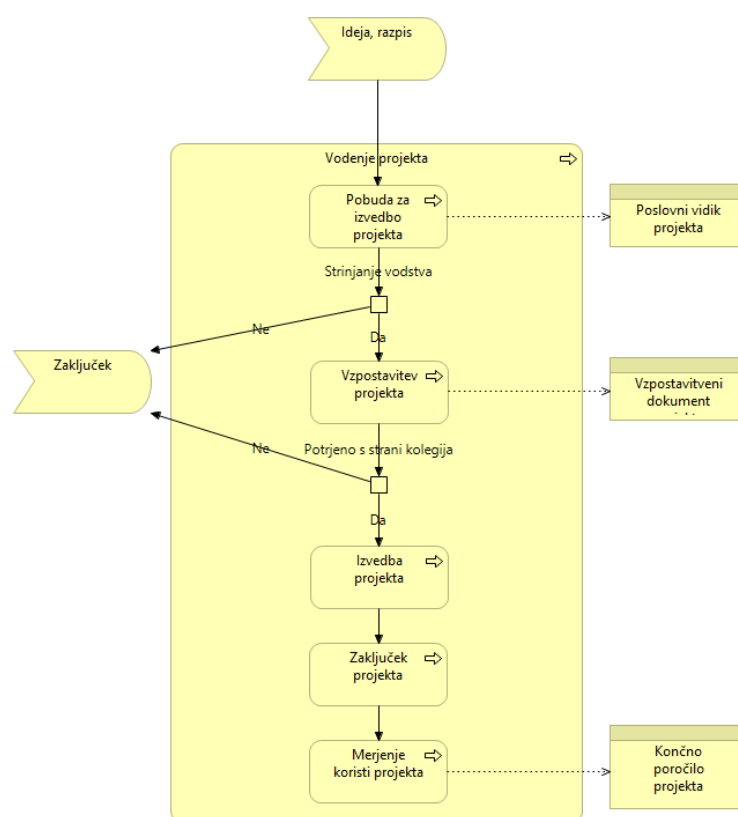 Ideja, razpis
Vodenje projekta
Pobuda za
izvedbo
projekta
Poslovni vidik
projekta
Strinjanje vodstva
Ne
Da
Zaključek
Vzpostavitev
projekta
Vzpostavitveni
dokument
Potrjeno s strani kolegija
Ne
Da
Izvedba
projekta
Zaključek
projekta
Merjenje
koristi projekta
Končno
poročilo
projekta